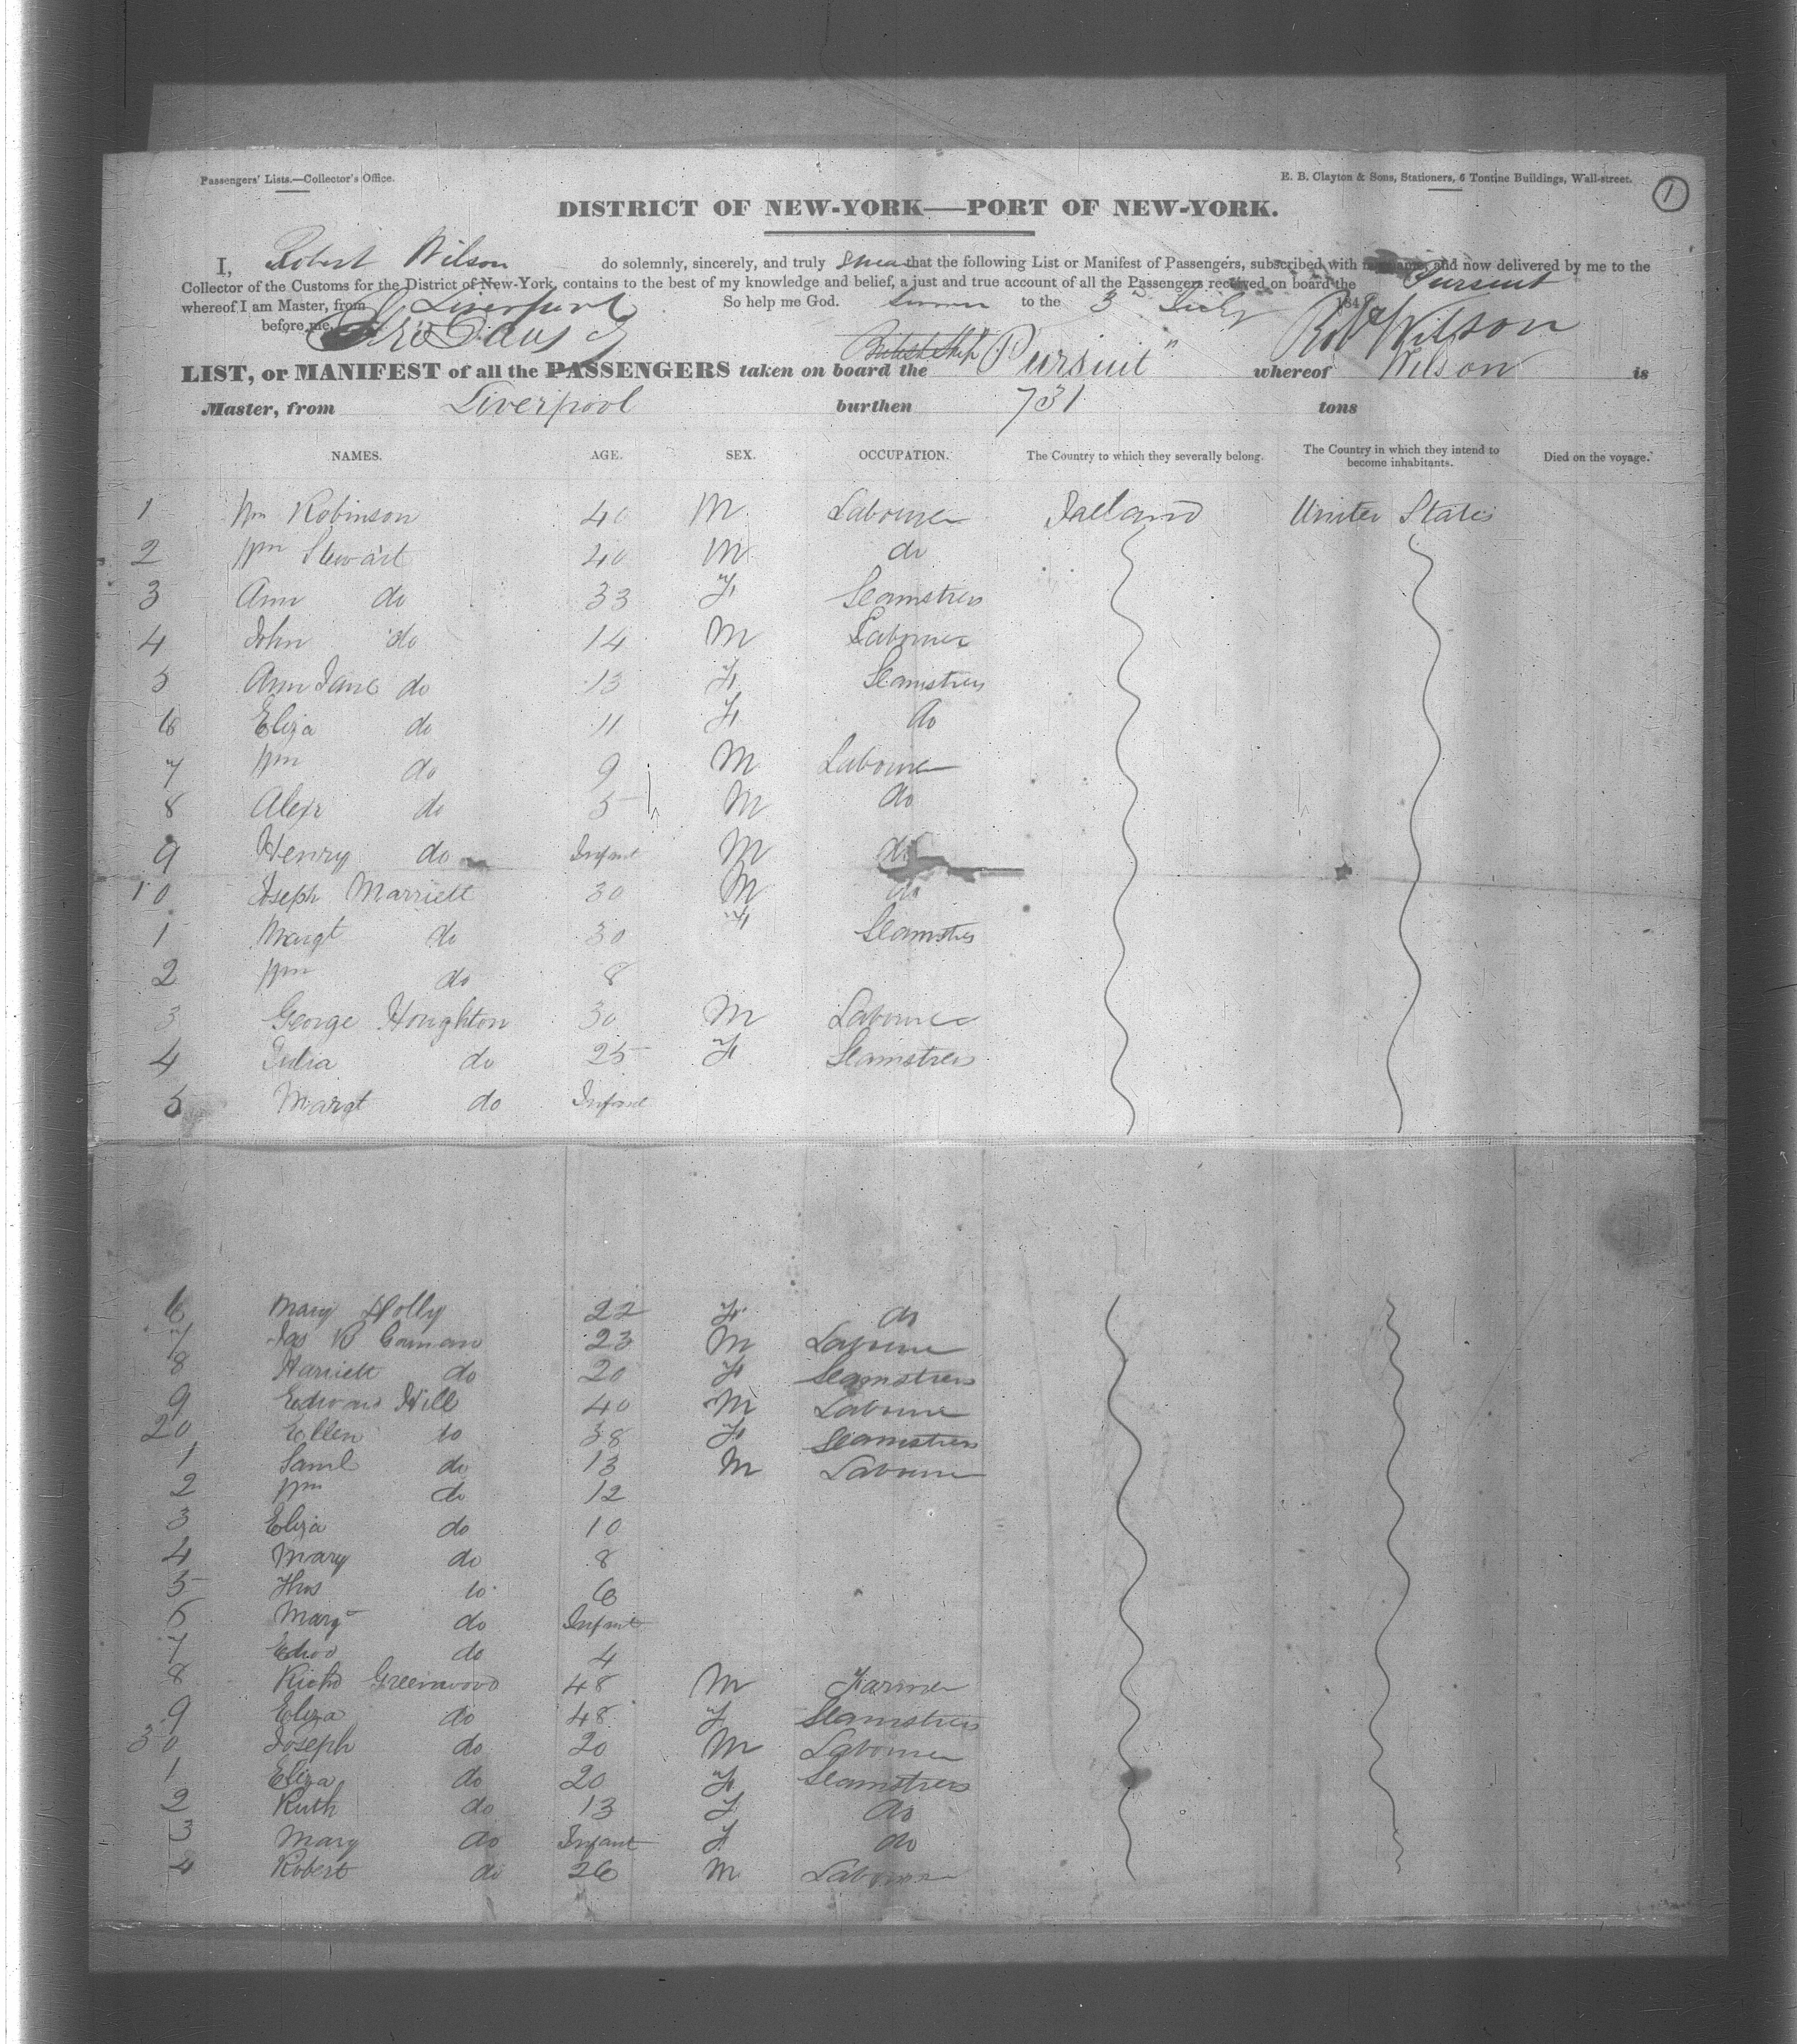 Passengers' Lists.—Collector's Office.
E. B. Clayton & Sons, Stationers, 6 Tontine Buildings, Wall-street.
1
DISTRICT OF NEW-YORK—PORT OF NEW-YORK.
I, Robert Wilson do solemnly, sincerely, and truly that the following List or Manifest of Passengers, subscribed with my name, and now delivered by me to the
Collector of the Customs for the District of New-York, contains to the best of my knowledge and belief, a just and true account of all the Passengers received on board the Pursuit
whereof I am Master, from Liverpool So help me God. Sworn to the 3d July 184
before me, Robt Wilson
LIST, or MANIFEST of all the PASSENGERS taken on board the British Ship "Pursuit" whereof Wilson is
Master, from Liverpool burthen 731 tons
NAMES. AGE. SEX. OCCUPATION. The Country to which they severally belong. The Country in which they intend to become inhabitants. Died on the voyage.
1 Wm Robinson 40 M Labourer Ireland United States
2 Wm Stewart 40 M do
3 Ann do 33 F Seamstress
4 John do 14 M Labourer
5 Ann Jane do 13 F Seamstress
6 Eliza do 11 F do
7 Wm do 9 M Labourer
8 Alexr do 5 M do
9 Henry do Infant M do
10 Joseph Marriett 30 M do
1 Margt do 30 F Seamstress
2 Wm do 8
3 George Houghton 30 M Labourer
4 Julia do 25 F Seamstress
5 Margt do Infant
6 Mary Holly 22 F do
7 Jas B Gaman 23 M Labourer
8 Harriett do 20 F Seamstress
9 Edward Hill 40 M Labourer
20 Ellen do 38 F Seamstress
1 Saml do 13 M Labourer
2 Wm do 12
3 Eliza do 10
4 Mary do 8
5 Thos do 6
6 Margt do Infant
7 Edwd do 4
8 Richd Greenwood 48 M Farmer
9 Eliza do 48 F Seamstress
30 Joseph do 20 M Labourer
1 Eliza do 20 F Seamstress
2 Ruth do 13 F do
3 Mary do Infant F do
4 Robert do 26 M Labourer